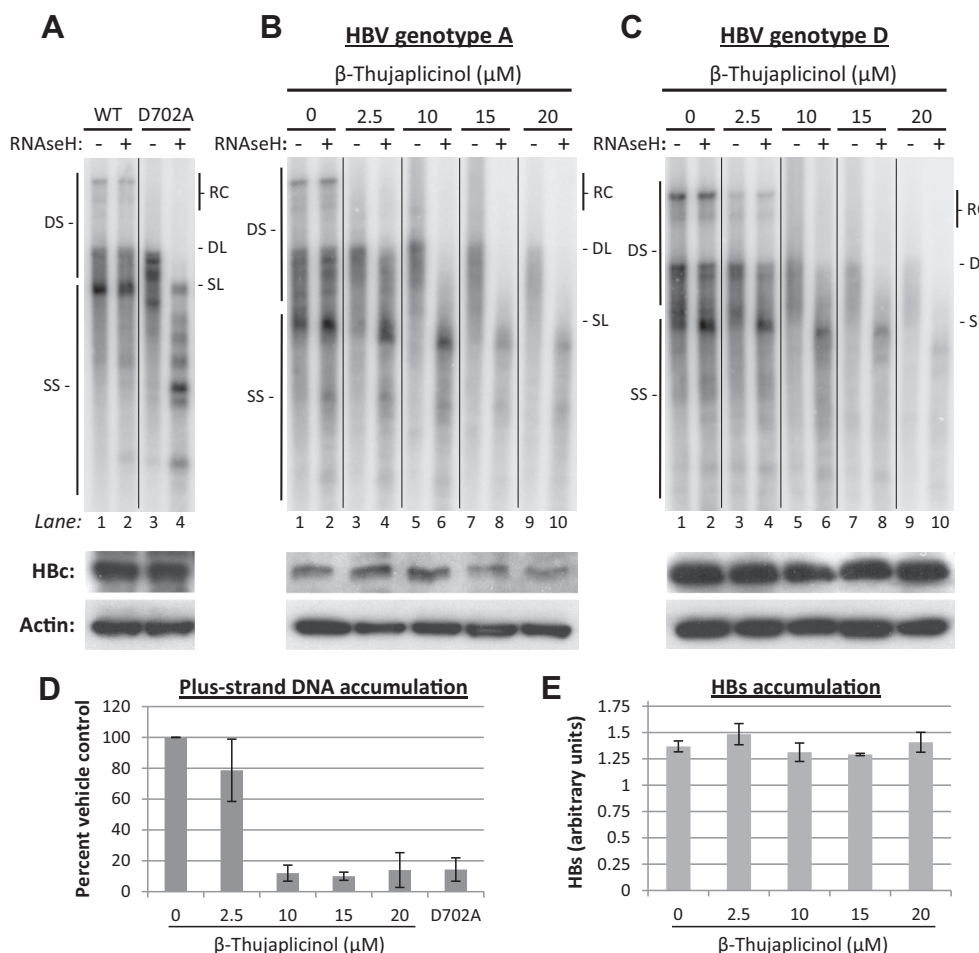 A
WT D702A
RNAseH: - + - +
DS -
SS -
- RC
- DL
- SL
Lane: 1 2 3 4
HBc:
Actin:
B
HBV genotype A
β-Thujaplicinol (μM)
0 2.5 10 15 20
RNAseH: - + - + - + - + - +
DS -
SS -
- RC
- DL
- SL
1 2 3 4 5 6 7 8 9 10
C
HBV genotype D
β-Thujaplicinol (μM)
0 2.5 10 15 20
RNAseH: - + - + - + - + - +
DS -
SS -
- RC
- D
- S
1 2 3 4 5 6 7 8 9 10
D
Plus-strand DNA accumulation
Percent vehicle control
120
100
80
60
40
20
0
0 2.5 10 15 20 D702A
β-Thujaplicinol (μM)
E
HBs accumulation
HBs (arbitrary units)
1.75
1.5
1.25
1
0.75
0.5
0.25
0
0 2.5 10 15 20
β-Thujaplicinol (μM)